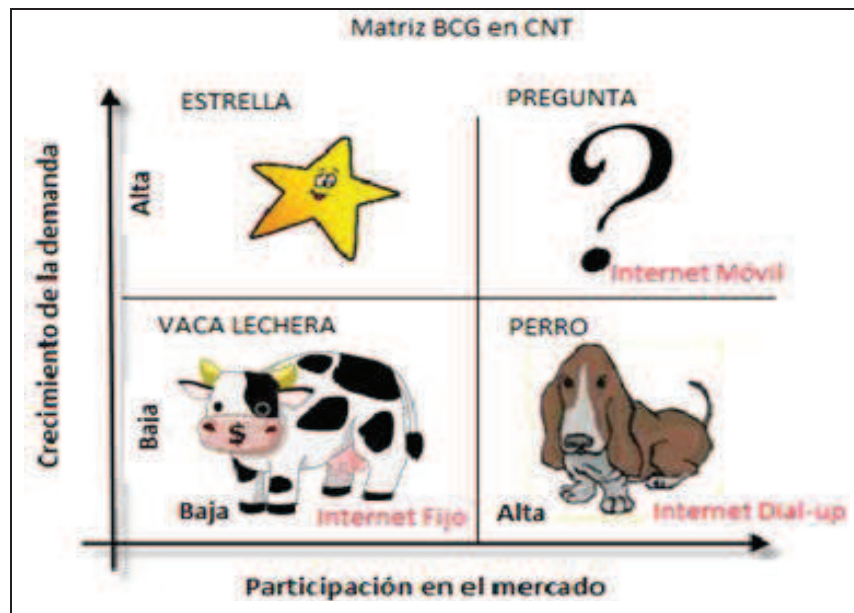 Matriz BCG en CNT
ESTRELLA
PREGUNTA
Crecimiento de la demanda
Alta
Internet Móvil
VACA LECHERA
PERRO
Baja
$
Baja
Internet Fijo
Alta
Internet Dial-up
Participación en el mercado